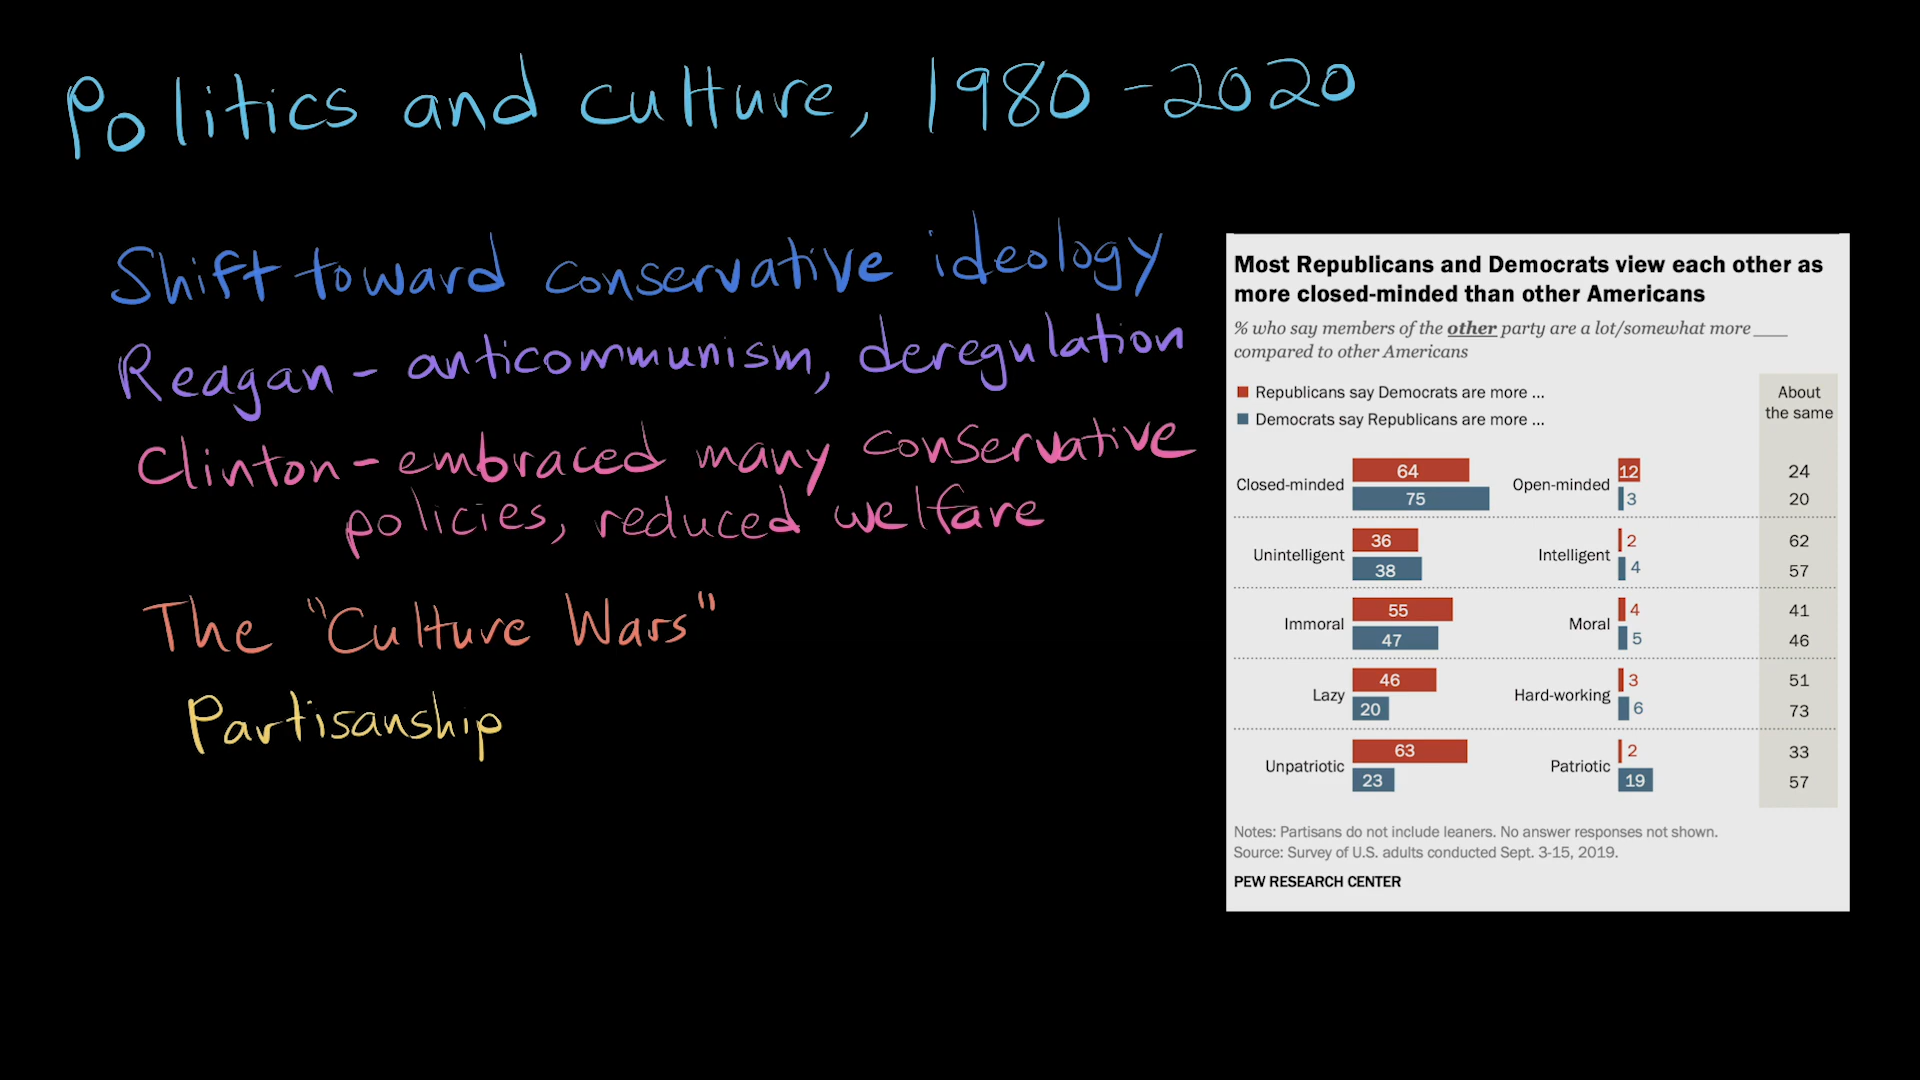 Politics and culture, 1980-2020
Shift toward conservative ideology
Reagan - anticommunism, deregulation
Clinton - embraced many conservative
policies, reduced welfare
The "Culture Wars"
Partisanship
Most Republicans and Democrats view each other as
more closed-minded than other Americans
% who say members of the other party are a lot/somewhat more ___
compared to other Americans
Republicans say Democrats are more ...
Democrats say Republicans are more ...
About
the same
Closed-minded 64 Open-minded 12 24
75 3 20
Unintelligent 36 Intelligent 2 62
38 4 57
Immoral 55 Moral 4 41
47 5 46
Lazy 46 Hard-working 3 51
20 6 73
Unpatriotic 63 Patriotic 2 33
23 19 57
Notes: Partisans do not include leaners. No answer responses not shown.
Source: Survey of U.S. adults conducted Sept. 3-15, 2019.
PEW RESEARCH CENTER